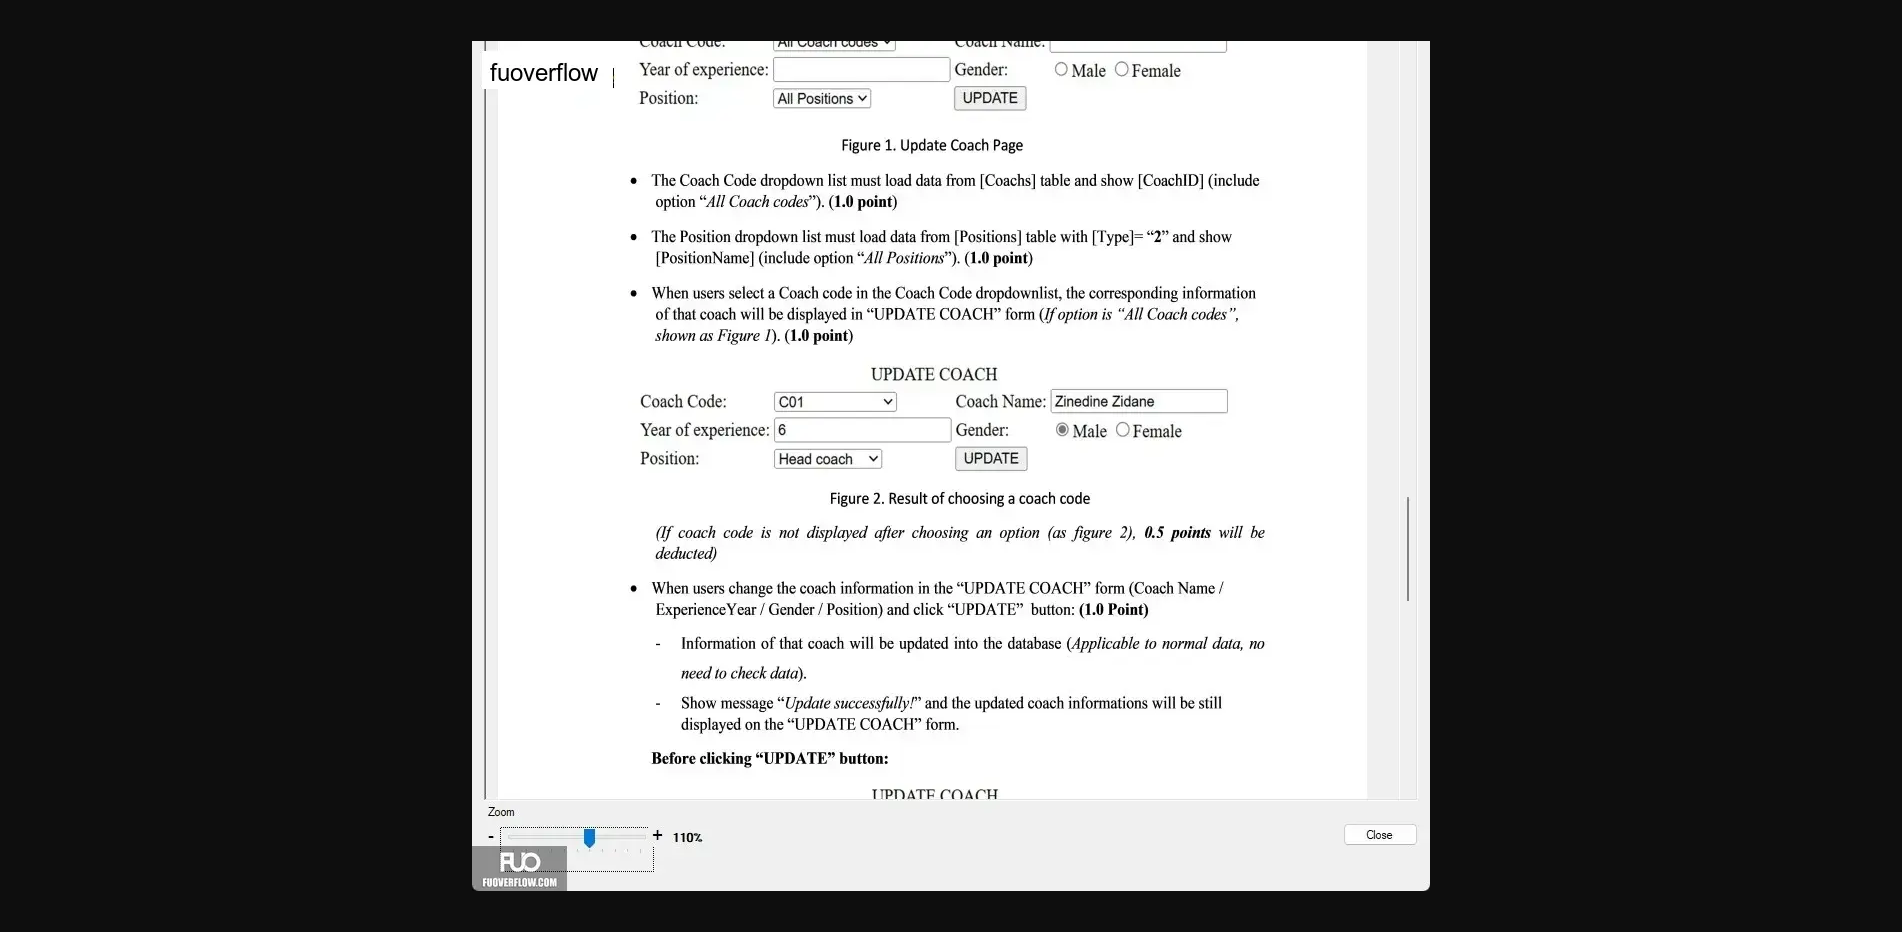 Coach Code: All Coach codes Coach Name:
fuoverflow
Year of experience: Gender: Male Female
Position: All Positions UPDATE
Figure 1. Update Coach Page
• The Coach Code dropdown list must load data from [Coachs] table and show [CoachID] (include
option “All Coach codes”). (1.0 point)
• The Position dropdown list must load data from [Positions] table with [Type]= “2” and show
[PositionName] (include option “All Positions”). (1.0 point)
• When users select a Coach code in the Coach Code dropdownlist, the corresponding information
of that coach will be displayed in “UPDATE COACH” form (If option is “All Coach codes”,
shown as Figure 1). (1.0 point)
UPDATE COACH
Coach Code: C01 Coach Name: Zinedine Zidane
Year of experience: 6 Gender: Male Female
Position: Head coach UPDATE
Figure 2. Result of choosing a coach code
(If coach code is not displayed after choosing an option (as figure 2), 0.5 points will be
deducted)
• When users change the coach information in the “UPDATE COACH” form (Coach Name /
ExperienceYear / Gender / Position) and click “UPDATE” button: (1.0 Point)
- Information of that coach will be updated into the database (Applicable to normal data, no
need to check data).
- Show message “Update successfully!” and the updated coach informations will be still
displayed on the “UPDATE COACH” form.
Before clicking “UPDATE” button:
UPDATE COACH
Zoom
- + 110%
Close
FUO
FUOVERFLOW.COM